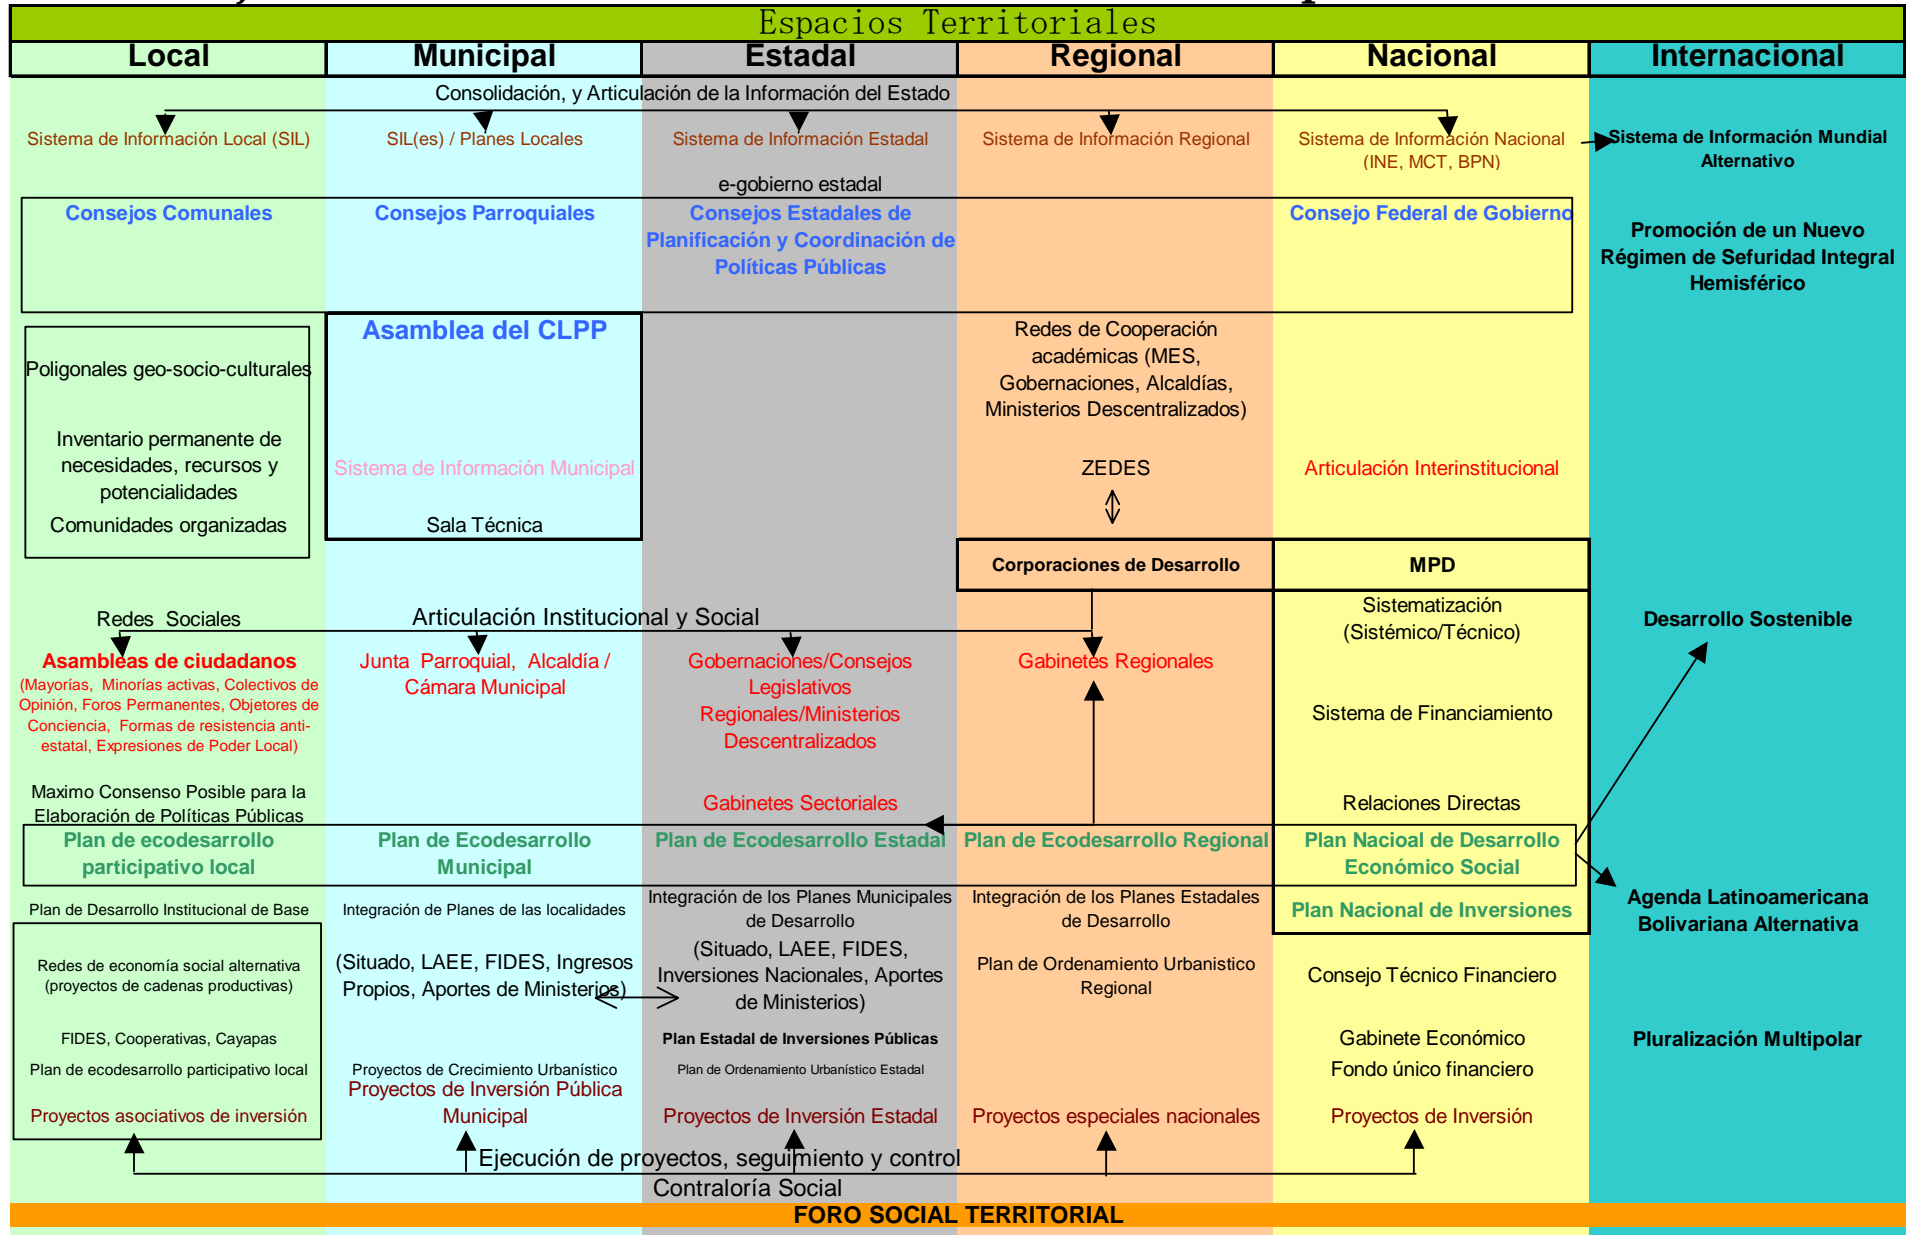 Espacios Territoriales
Local
Municipal
Estadal
Regional
Nacional
Internacional
Consolidación, y Articulación de la Información del Estado
Sistema de Información Local (SIL)
SIL(es) / Planes Locales
Sistema de Información Estadal
Sistema de Información Regional
Sistema de Información Nacional
(INE, MCT, BPN)
Sistema de Información Mundial
Alternativo
e-gobierno estadal
Consejos Comunales
Consejos Parroquiales
Consejos Estadales de
Planificación y Coordinación de
Políticas Públicas
Consejo Federal de Gobierno
Promoción de un Nuevo
Régimen de Sefuridad Integral
Hemisférico
Poligonales geo-socio-culturales
Inventario permanente de
necesidades, recursos y
potencialidades
Comunidades organizadas
Asamblea del CLPP
Sistema de Información Municipal
Sala Técnica
Redes de Cooperación
académicas (MES,
Gobernaciones, Alcaldías,
Ministerios Descentralizados)
ZEDES
Articulación Interinstitucional
Corporaciones de Desarrollo
MPD
Redes  Sociales
Articulación Institucional y Social
Sistematización
(Sistémico/Técnico)
Desarrollo Sostenible
Asambleas de ciudadanos
(Mayorías,  Minorías activas, Colectivos de
Opinión, Foros Permanentes, Objetores de
Conciencia,  Formas de resistencia anti-
estatal, Expresiones de Poder Local)
Junta  Parroquial,  Alcaldía /
Cámara Municipal
Gobernaciones/Consejos
Legislativos
Regionales/Ministerios
Descentralizados
Gabinetes Regionales
Sistema de Financiamiento
Maximo Consenso Posible para la
Elaboración de Políticas Públicas
Gabinetes Sectoriales
Relaciones Directas
Plan de ecodesarrollo
participativo local
Plan de Ecodesarrollo
Municipal
Plan de Ecodesarrollo Estadal
Plan de Ecodesarrollo Regional
Plan Nacioal de Desarrollo
Económico Social
Plan de Desarrollo Institucional de Base
Integración de Planes de las localidades
Integración de los Planes Municipales
de Desarrollo
Integración de los Planes Estadales
de Desarrollo
Plan Nacional de Inversiones
Agenda Latinoamericana
Bolivariana Alternativa
Redes de economía social alternativa
(proyectos de cadenas productivas)
(Situado, LAEE, FIDES, Ingresos
Propios, Aportes de Ministerios)
(Situado, LAEE, FIDES,
Inversiones Nacionales, Aportes
de Ministerios)
Plan de Ordenamiento Urbanistico
Regional
Consejo Técnico Financiero
FIDES, Cooperativas, Cayapas
Plan Estadal de Inversiones Públicas
Gabinete Económico
Pluralización Multipolar
Plan de ecodesarrollo participativo local
Proyectos de Crecimiento Urbanístico
Plan de Ordenamiento Urbanístico Estadal
Fondo único financiero
Proyectos asociativos de inversión
Proyectos de Inversión Pública
Municipal
Proyectos de Inversión Estadal
Proyectos especiales nacionales
Proyectos de Inversión
Ejecución de proyectos, seguimiento y control
Contraloría Social
FORO SOCIAL TERRITORIAL